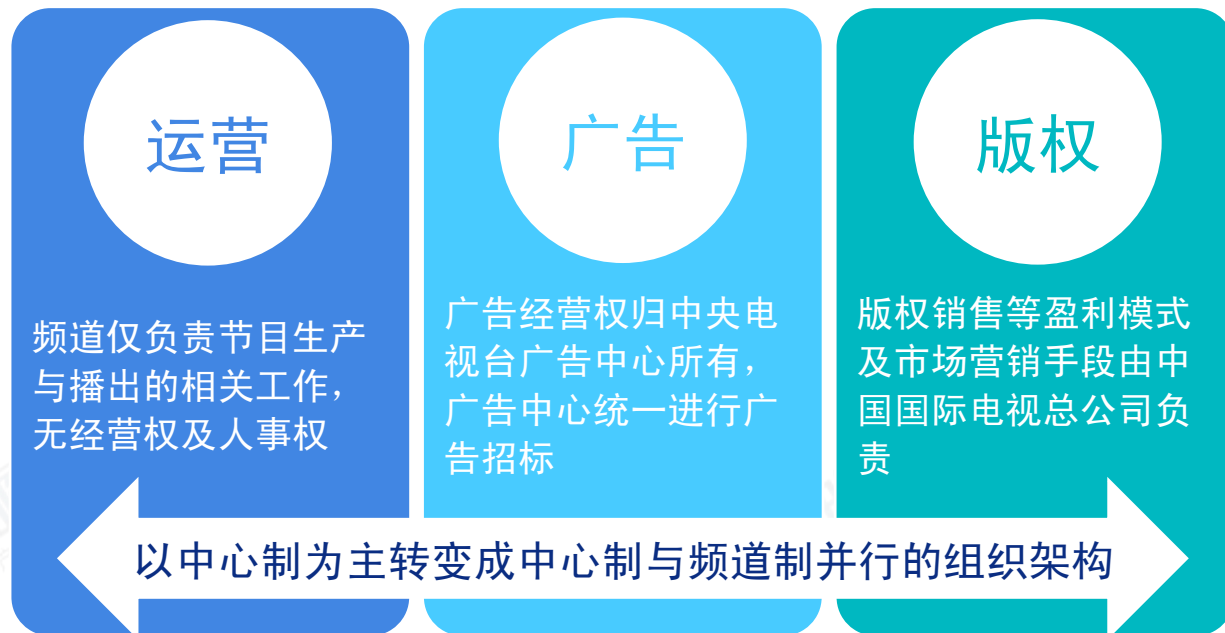 运营
频道仅负责节目生产
与播出的相关工作，
无经营权及人事权
广告
广告经营权归中央电
视台广告中心所有，
广告中心统一进行广
告招标
版权
版权销售等盈利模式
及市场营销手段由中
国国际电视总公司负
责
以中心制为主转变成中心制与频道制并行的组织架构